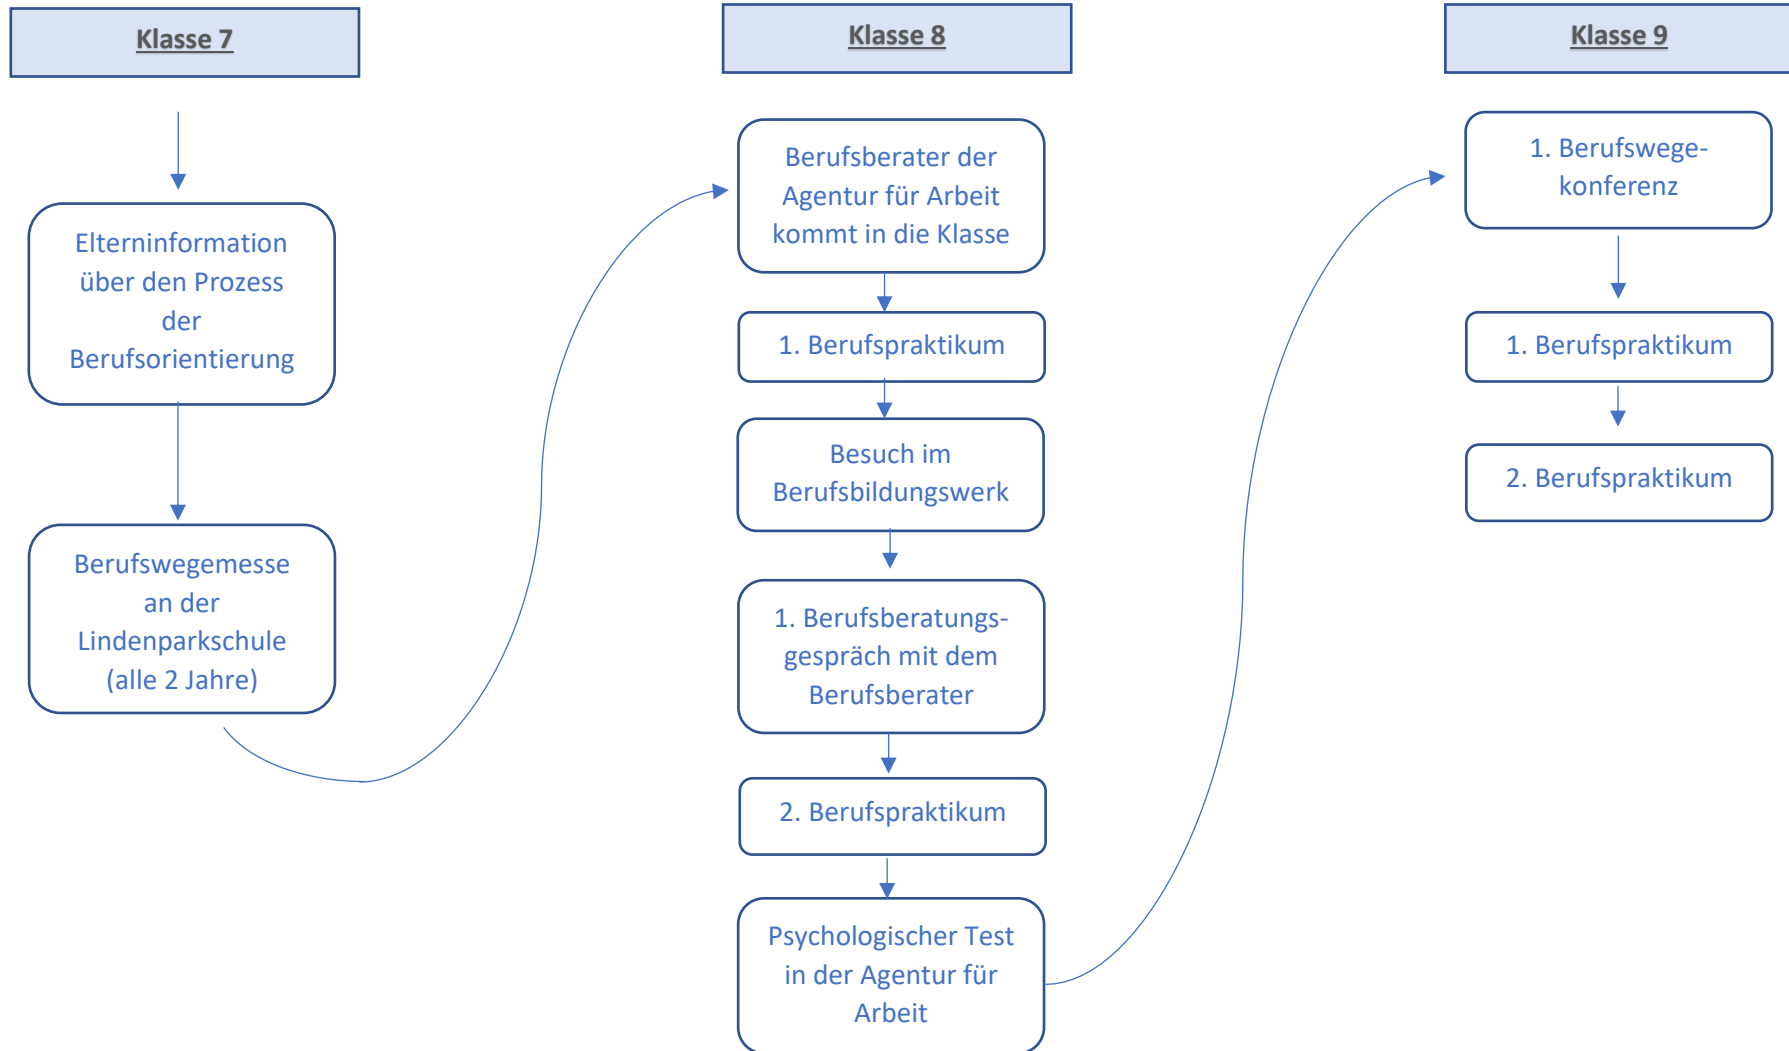 Klasse 7
Elterninformation
über den Prozess
der
Berufsorientierung
Berufswegemesse
an der
Lindenparkschule
(alle 2 Jahre)
Klasse 8
Berufsberater der
Agentur für Arbeit
kommt in die Klasse
1. Berufspraktikum
Besuch im
Berufsbildungswerk
1. Berufsberatungs-
gespräch mit dem
Berufsberater
2. Berufspraktikum
Psychologischer Test
in der Agentur für
Arbeit
Klasse 9
1. Berufswege-
konferenz
1. Berufspraktikum
2. Berufspraktikum